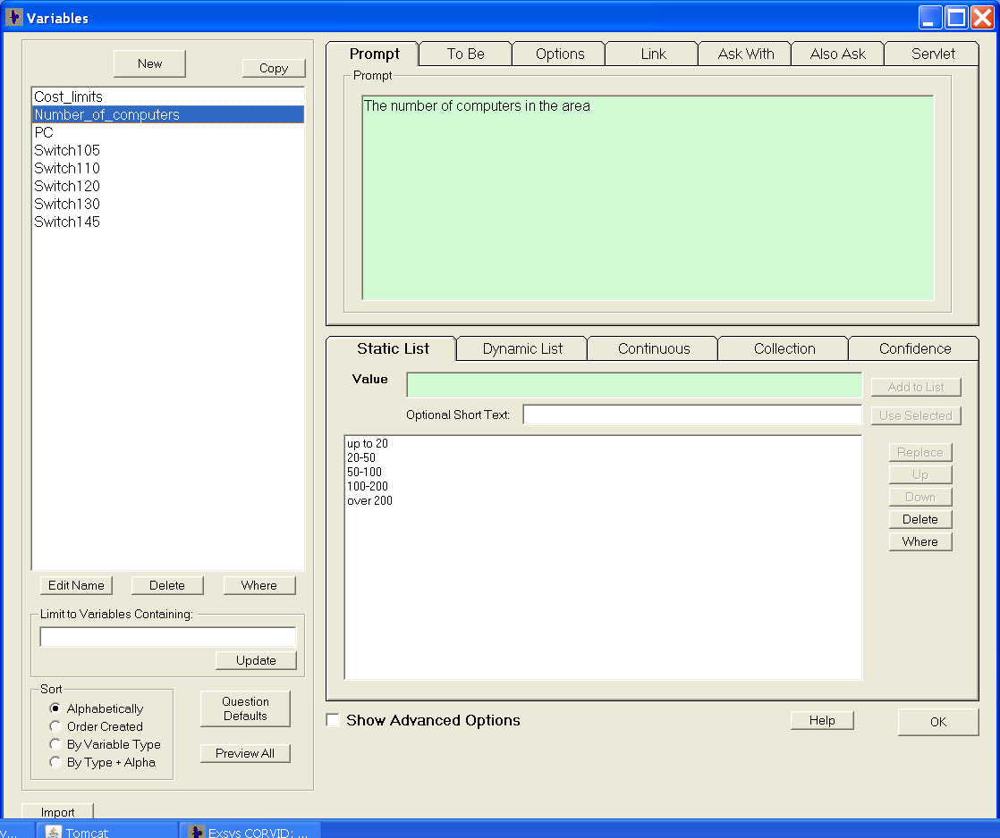 Variables
New
Copy
Cost_limits
Number_of_computers
PC
Switch105
Switch110
Switch120
Switch130
Switch145
Edit Name Delete Where
Limit to Variables Containing:
Update
Sort
Alphabetically
Order Created
By Variable Type
By Type + Alpha
Question
Defaults
Preview All
Import
Prompt To Be Options Link Ask With Also Ask Servlet
Prompt
The number of computers in the area
Static List Dynamic List Continuous Collection Confidence
Value
Add to List
Optional Short Text:
Use Selected
up to 20
20-50
50-100
100-200
over 200
Replace
Up
Down
Delete
Where
Show Advanced Options
Help
OK
y... Tomcat Exsys CORVID: ...